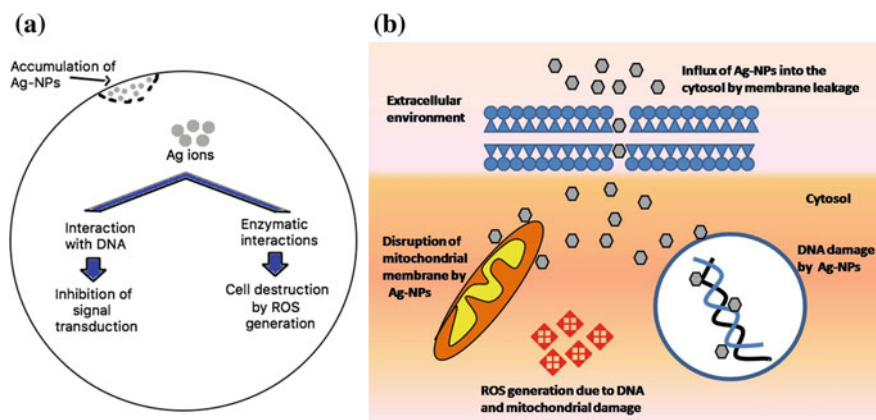 (a)
Accumulation of
Ag-NPs
Ag ions
Interaction
with DNA
Inhibition of
signal
transduction
Enzymatic
interactions
Cell destruction
by ROS
generation
(b)
Influx of Ag-NPs into the
cytosol by membrane leakage
Extracellular
environment
Cytosol
Disruption of
mitochondrial
membrane by
Ag-NPs
DNA damage
by Ag-NPs
ROS generation due to DNA
and mitochondrial damage